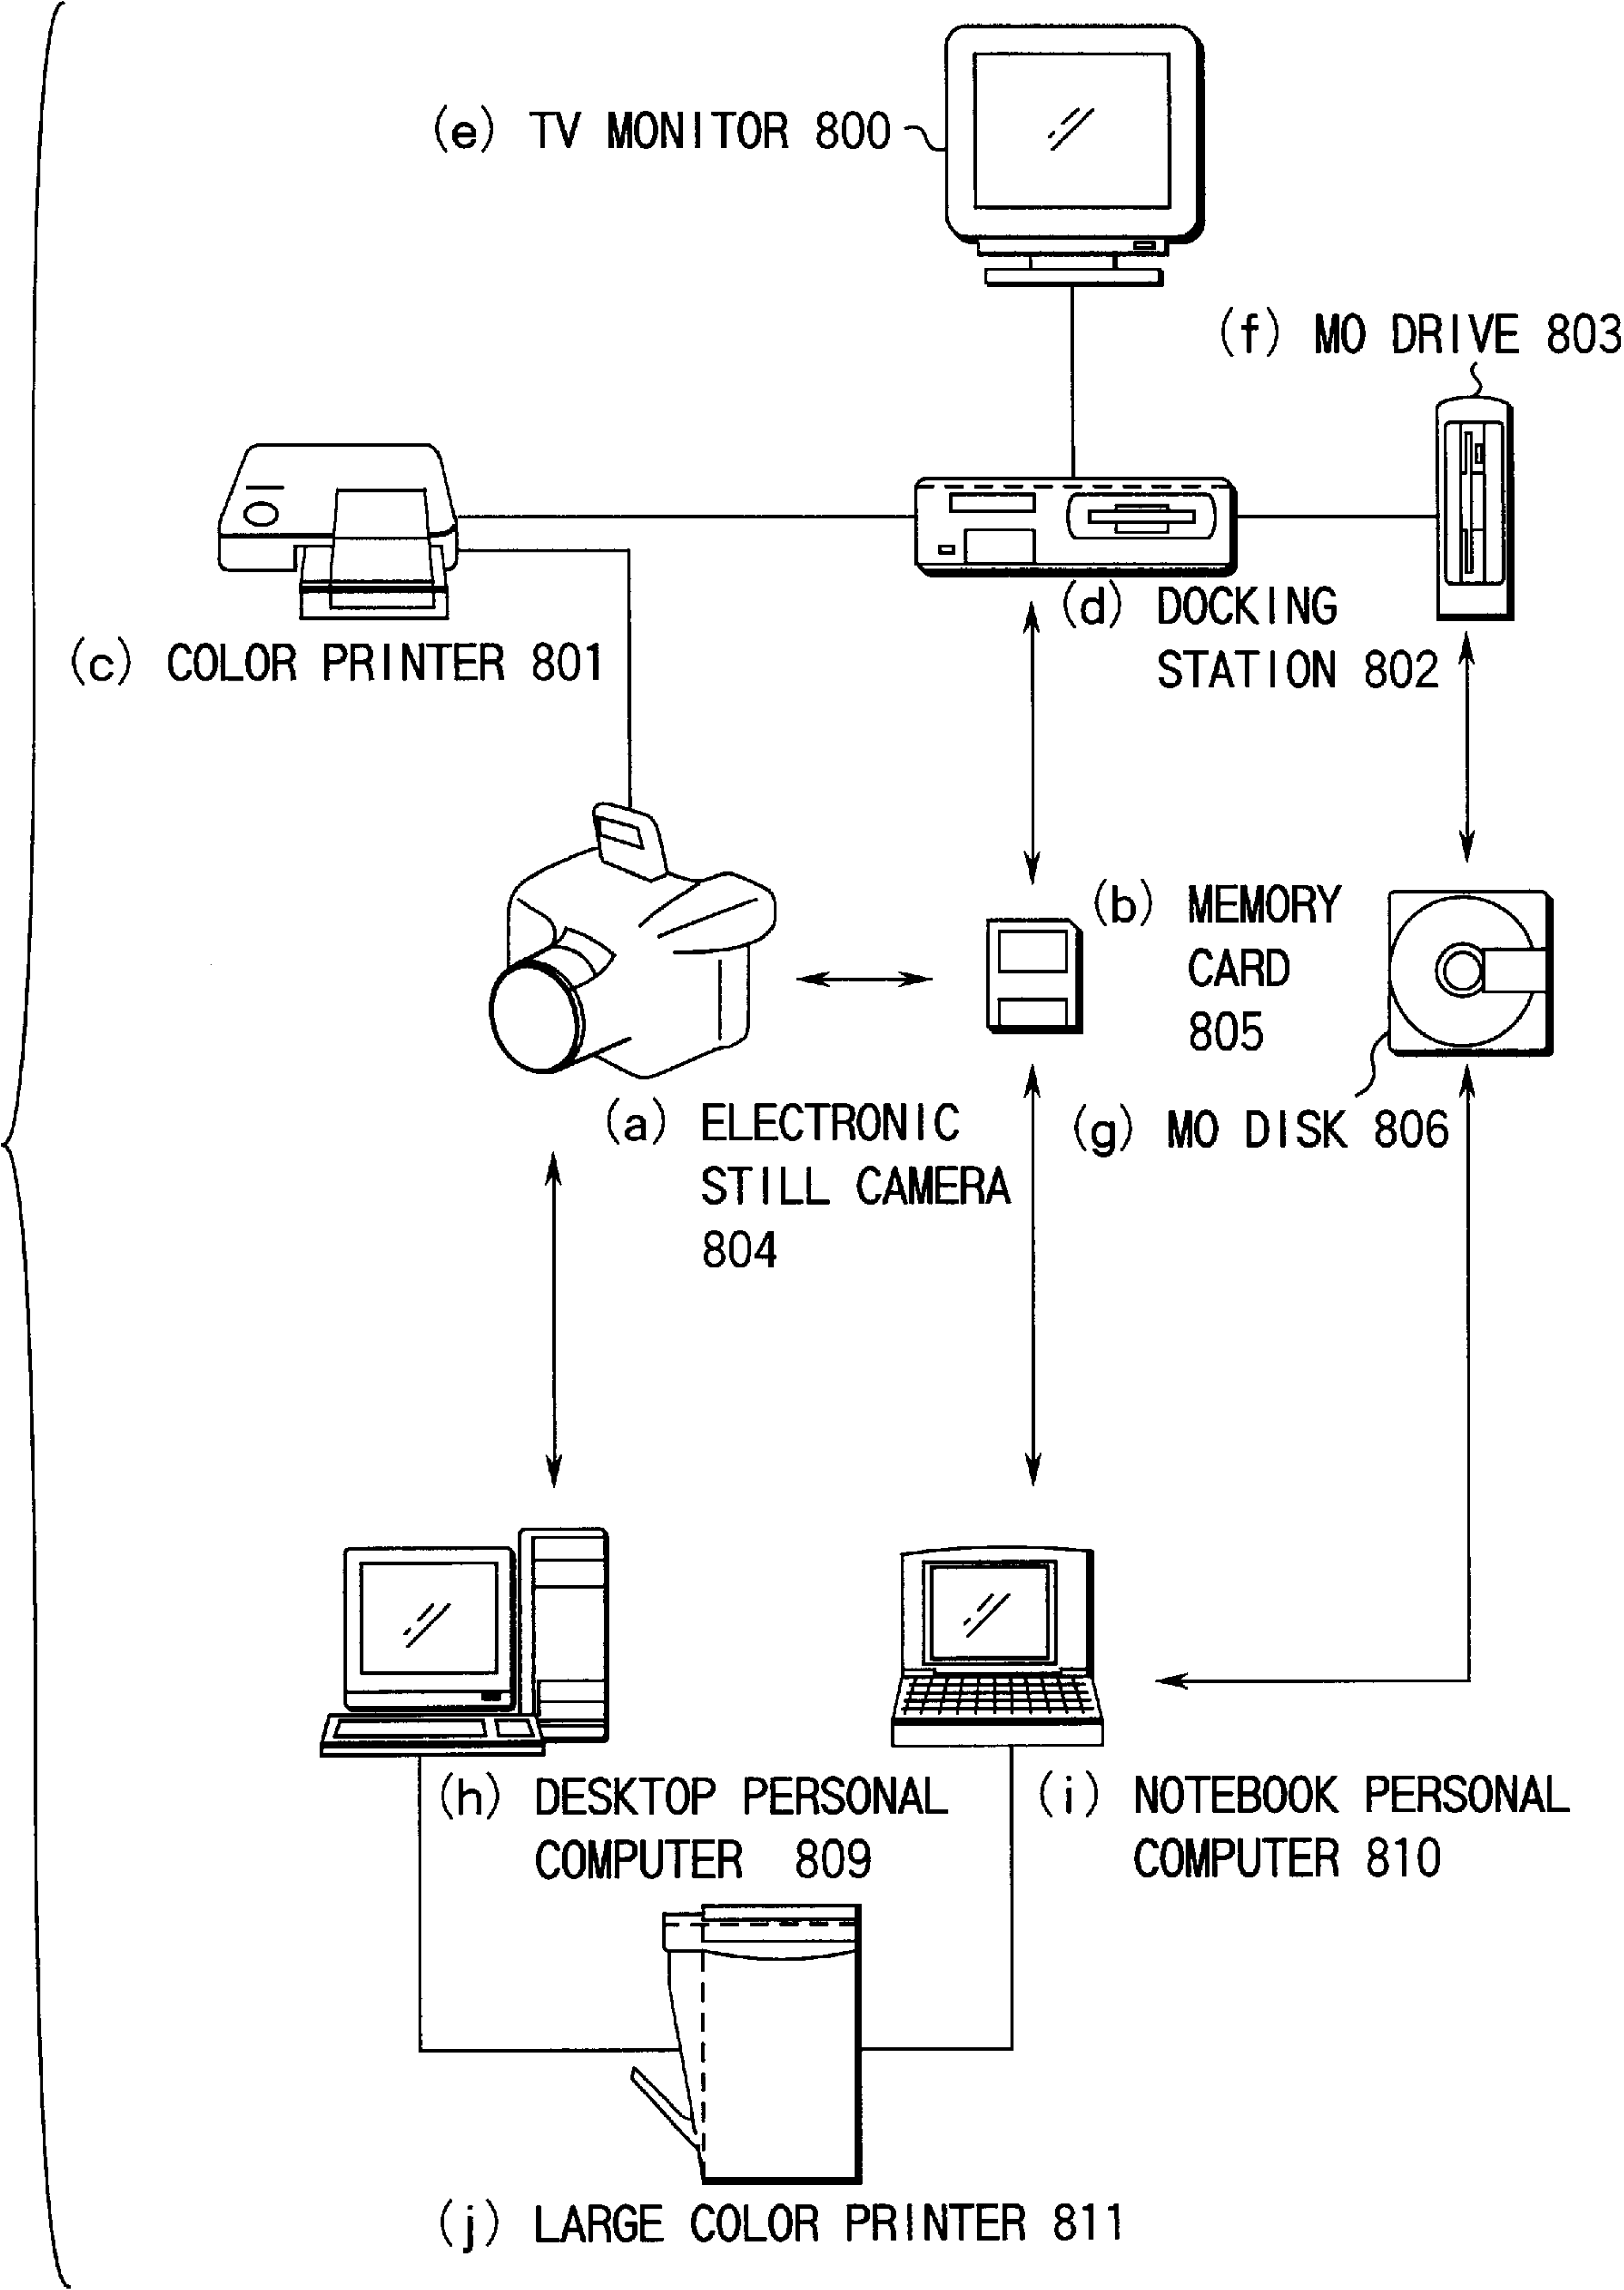 (e) TV MONITOR 800
(f) MO DRIVE 803
(d) DOCKING
STATION 802
(c) COLOR PRINTER 801
(b) MEMORY
CARD
805
(a) ELECTRONIC
STILL CAMERA
804
(g) MO DISK 806
(h) DESKTOP PERSONAL
COMPUTER 809
(i) NOTEBOOK PERSONAL
COMPUTER 810
(j) LARGE COLOR PRINTER 811